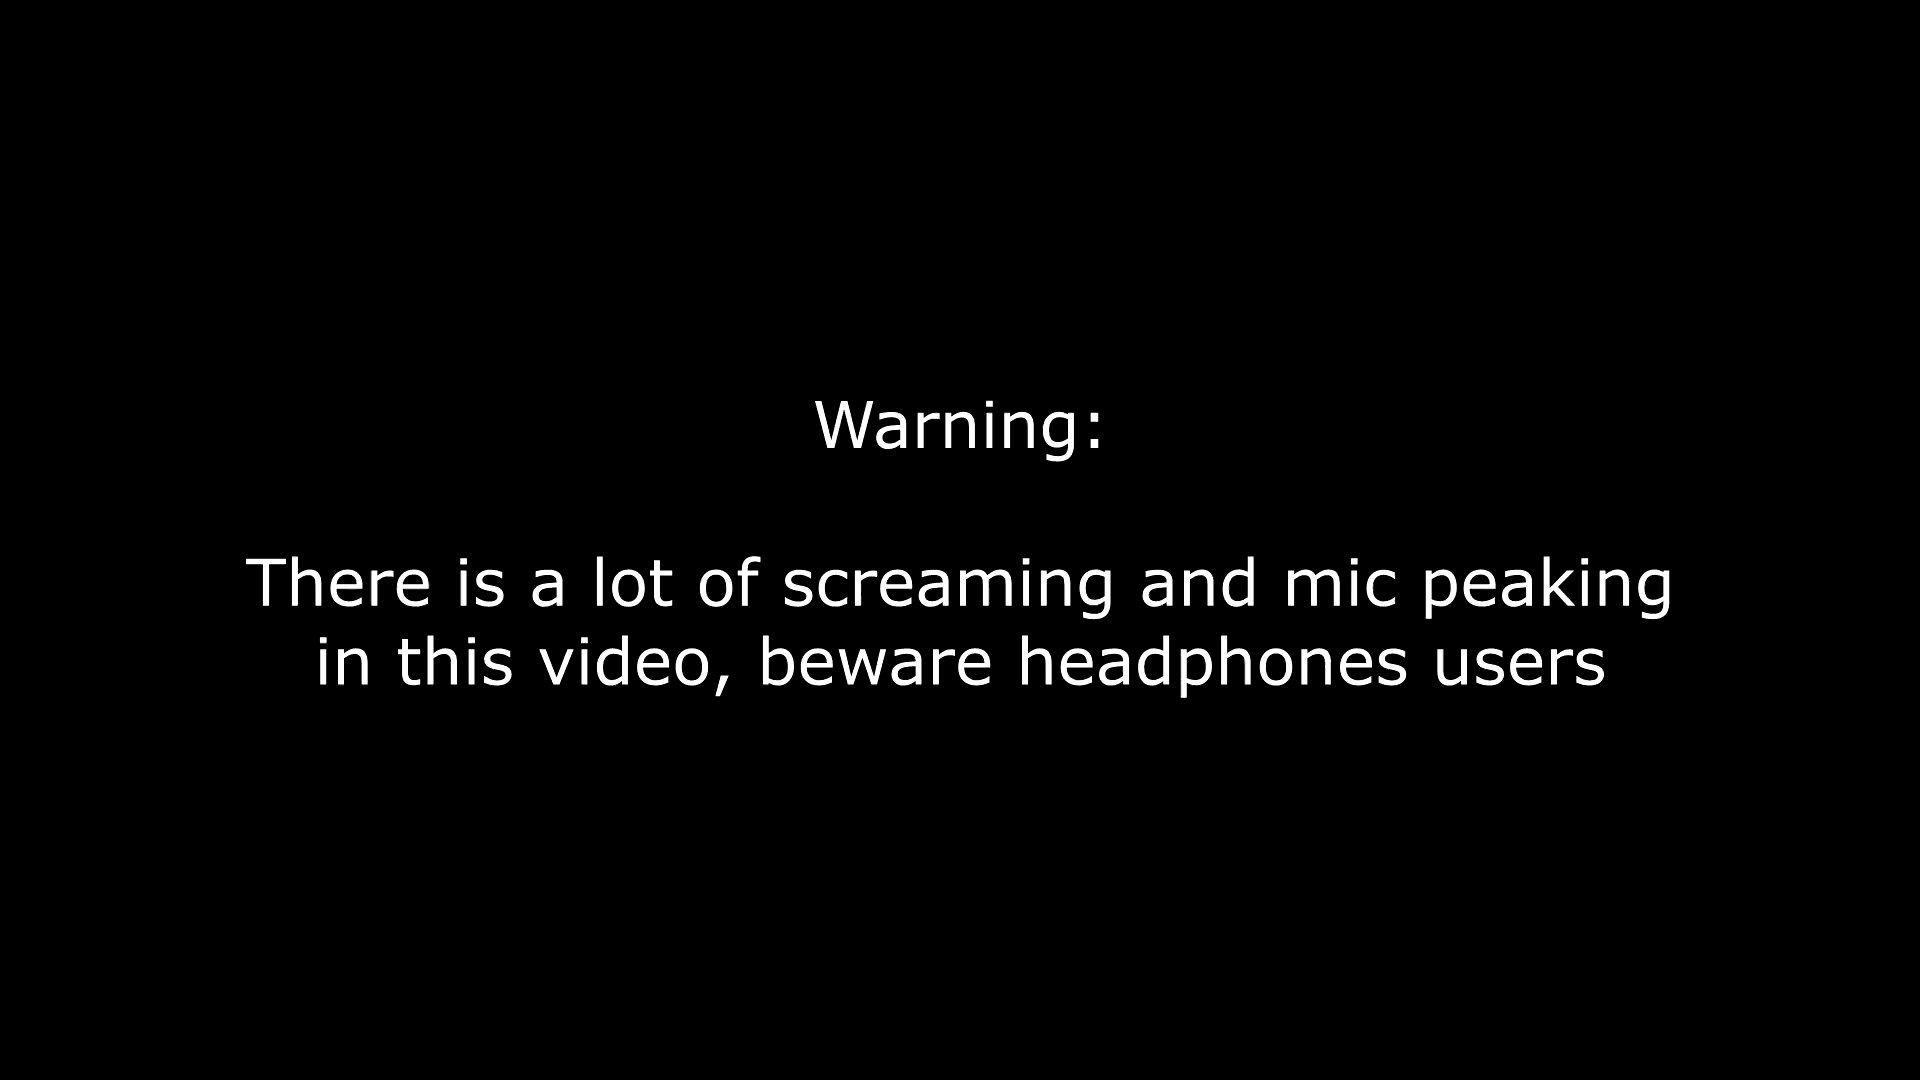 Warning:
There is a lot of screaming and mic peaking
in this video, beware headphones users